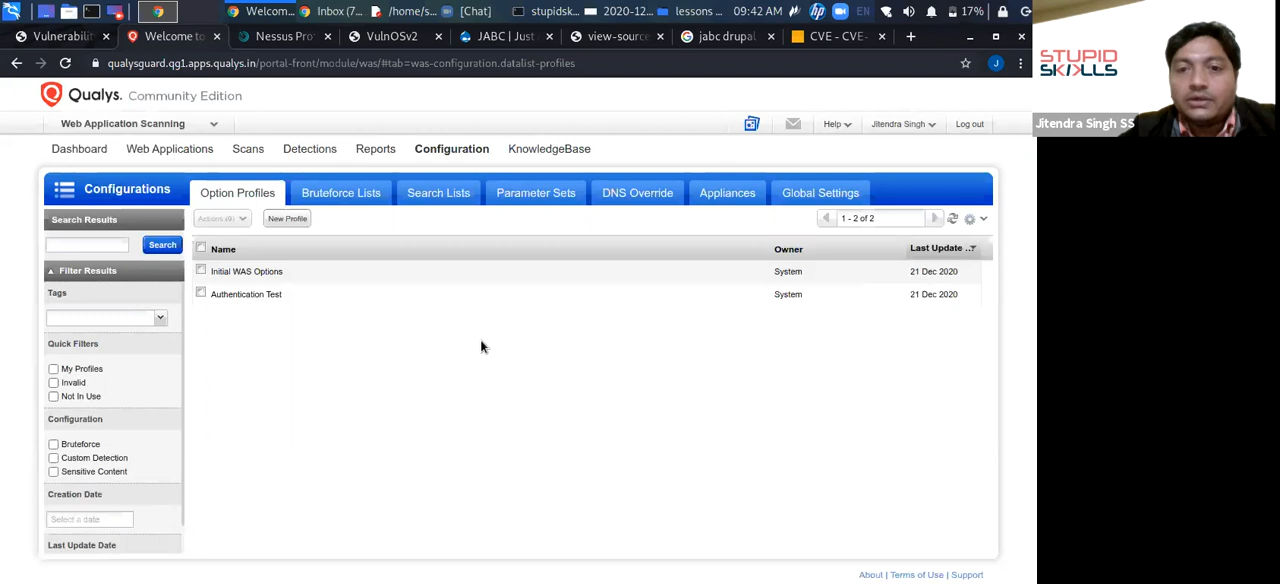 Welcom...
Inbox (7...
/home/s...
[Chat]
stupidsk...
2020-12...
lessons ...
09:42 AM
EN
17%
Vulnerability
Welcome to
Nessus Pro
VulnOSv2
JABC | Just
view-source
jabc drupal
CVE - CVE-
qualysguard.qg1.apps.qualys.in/portal-front/module/was/#tab=was-configuration.datalist-profiles
J
STUPID
SKILLS
Jitendra Singh SS
Qualys. Community Edition
Web Application Scanning
Help
Jitendra Singh
Log out
Dashboard
Web Applications
Scans
Detections
Reports
Configuration
KnowledgeBase
Configurations
Option Profiles
Bruteforce Lists
Search Lists
Parameter Sets
DNS Override
Appliances
Global Settings
Search Results
Actions (0)
New Profile
1 - 2 of 2
Search
Name
Owner
Last Update ...
Filter Results
Initial WAS Options
System
21 Dec 2020
Tags
Authentication Test
System
21 Dec 2020
Quick Filters
My Profiles
Invalid
Not In Use
Configuration
Bruteforce
Custom Detection
Sensitive Content
Creation Date
Select a date
Last Update Date
About | Terms of Use | Support